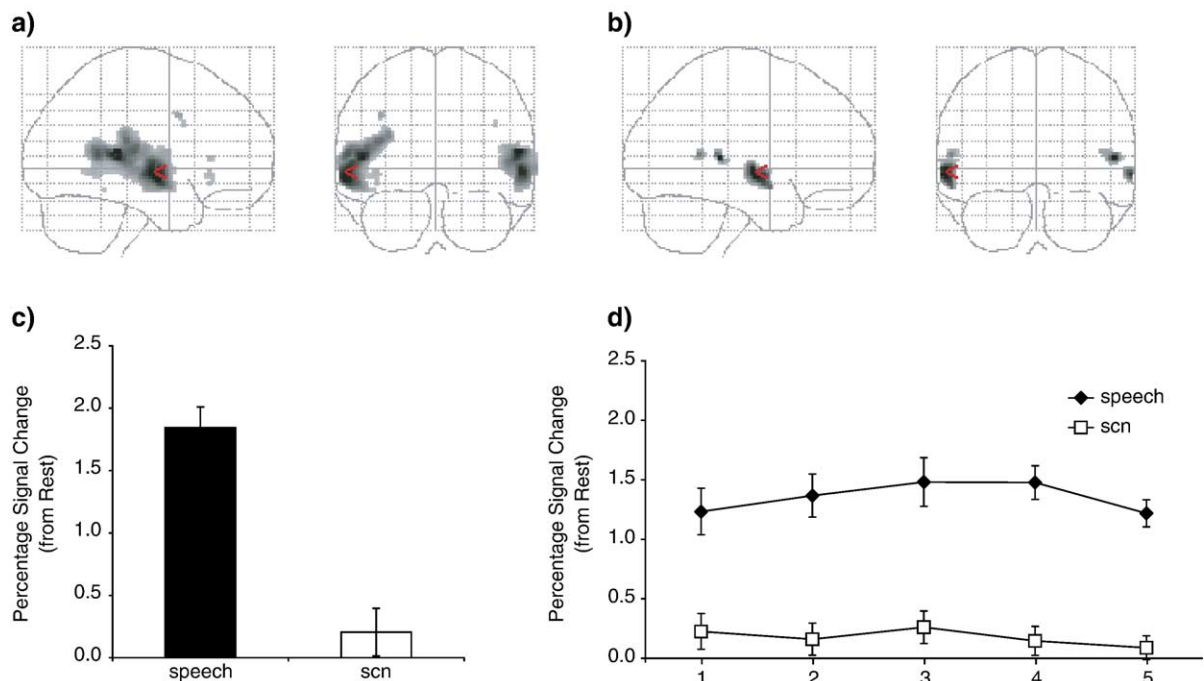 a)
b)
c)
2.5
2.0
1.5
1.0
0.5
0.0
Percentage Signal Change
(from Rest)
speech
scn
d)
2.5
2.0
1.5
1.0
0.5
0.0
Percentage Signal Change
(from Rest)
speech
scn
1 2 3 4 5